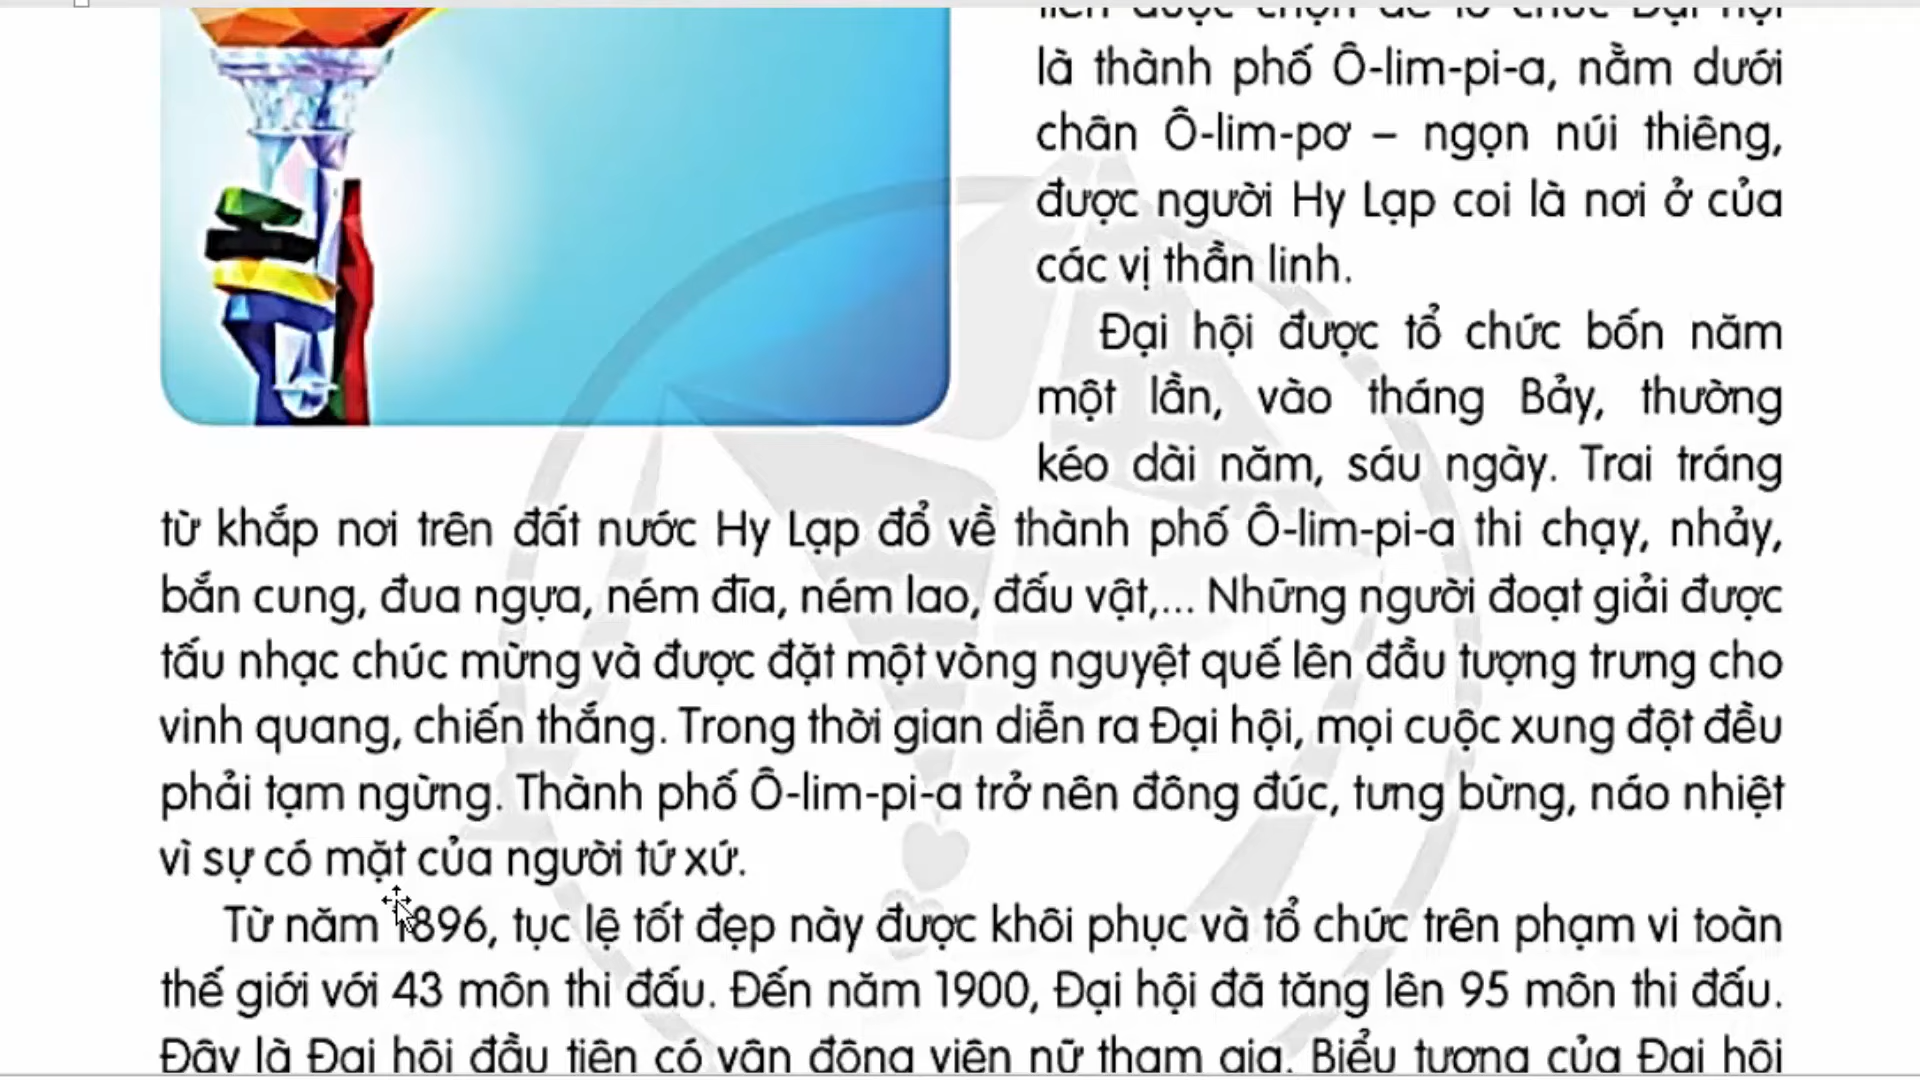 tiên được chọn để tổ chức Đại hội
là thành phố Ô-lim-pi-a, nằm dưới
chân Ô-lim-pơ – ngọn núi thiêng,
được người Hy Lạp coi là nơi ở của
các vị thần linh.
Đại hội được tổ chức bốn năm
một lần, vào tháng Bảy, thường
kéo dài năm, sáu ngày. Trai tráng
từ khắp nơi trên đất nước Hy Lạp đổ về thành phố Ô-lim-pi-a thi chạy, nhảy,
bắn cung, đua ngựa, ném đĩa, ném lao, đấu vật,... Những người đoạt giải được
tấu nhạc chúc mừng và được đặt một vòng nguyệt quế lên đầu tượng trưng cho
vinh quang, chiến thắng. Trong thời gian diễn ra Đại hội, mọi cuộc xung đột đều
phải tạm ngừng. Thành phố Ô-lim-pi-a trở nên đông đúc, tưng bừng, náo nhiệt
vì sự có mặt của người tứ xứ.
Từ năm 1896, tục lệ tốt đẹp này được khôi phục và tổ chức trên phạm vi toàn
thế giới với 43 môn thi đấu. Đến năm 1900, Đại hội đã tăng lên 95 môn thi đấu.
Đây là Đại hội đầu tiên có vận động viên nữ tham gia. Biểu tượng của Đại hội